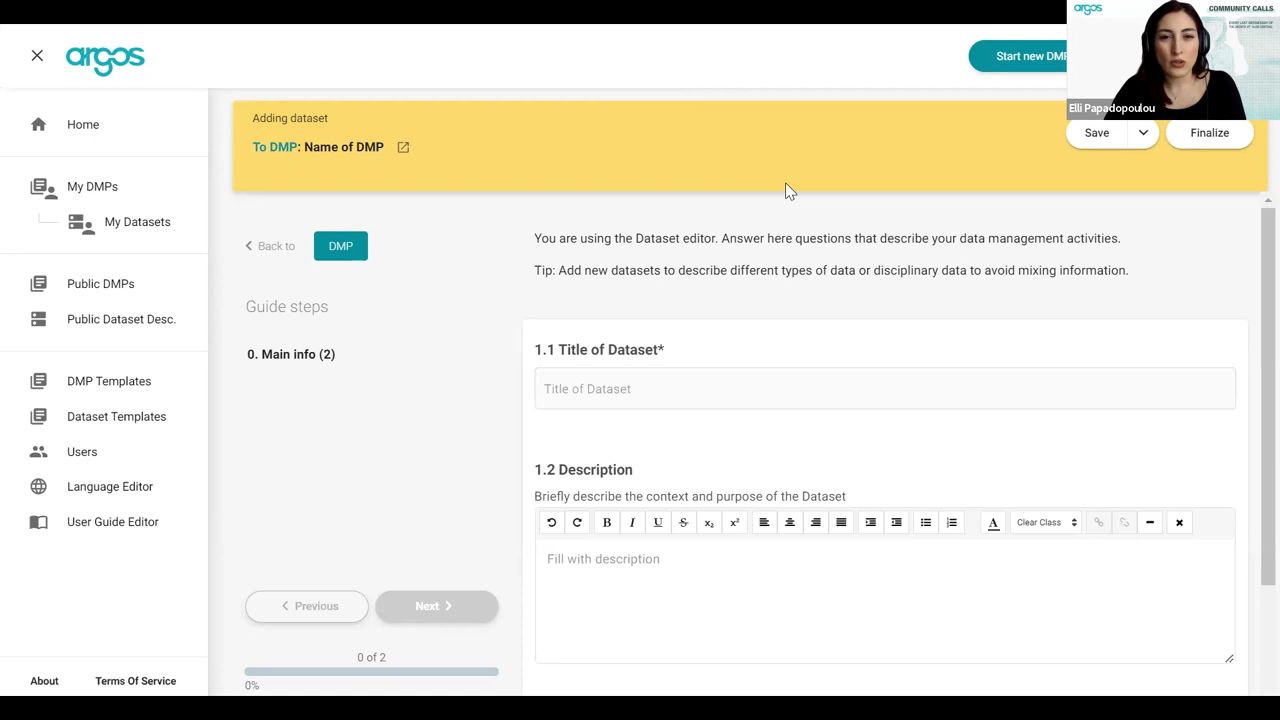 argos
Start new DMP
argos
COMMUNITY CALLS
Elli Papadopoulou
Home
My DMPs
My Datasets
Public DMPs
Public Dataset Desc.
DMP Templates
Dataset Templates
Users
Language Editor
User Guide Editor
About
Terms Of Service
Adding dataset
To DMP: Name of DMP
Save
Finalize
Back to
DMP
Guide steps
0. Main info (2)
Previous
Next
0 of 2
0%
You are using the Dataset editor. Answer here questions that describe your data management activities.
Tip: Add new datasets to describe different types of data or disciplinary data to avoid mixing information.
1.1 Title of Dataset*
Title of Dataset
1.2 Description
Briefly describe the context and purpose of the Dataset
B I U S x₂ x² A Clear Class
Fill with description